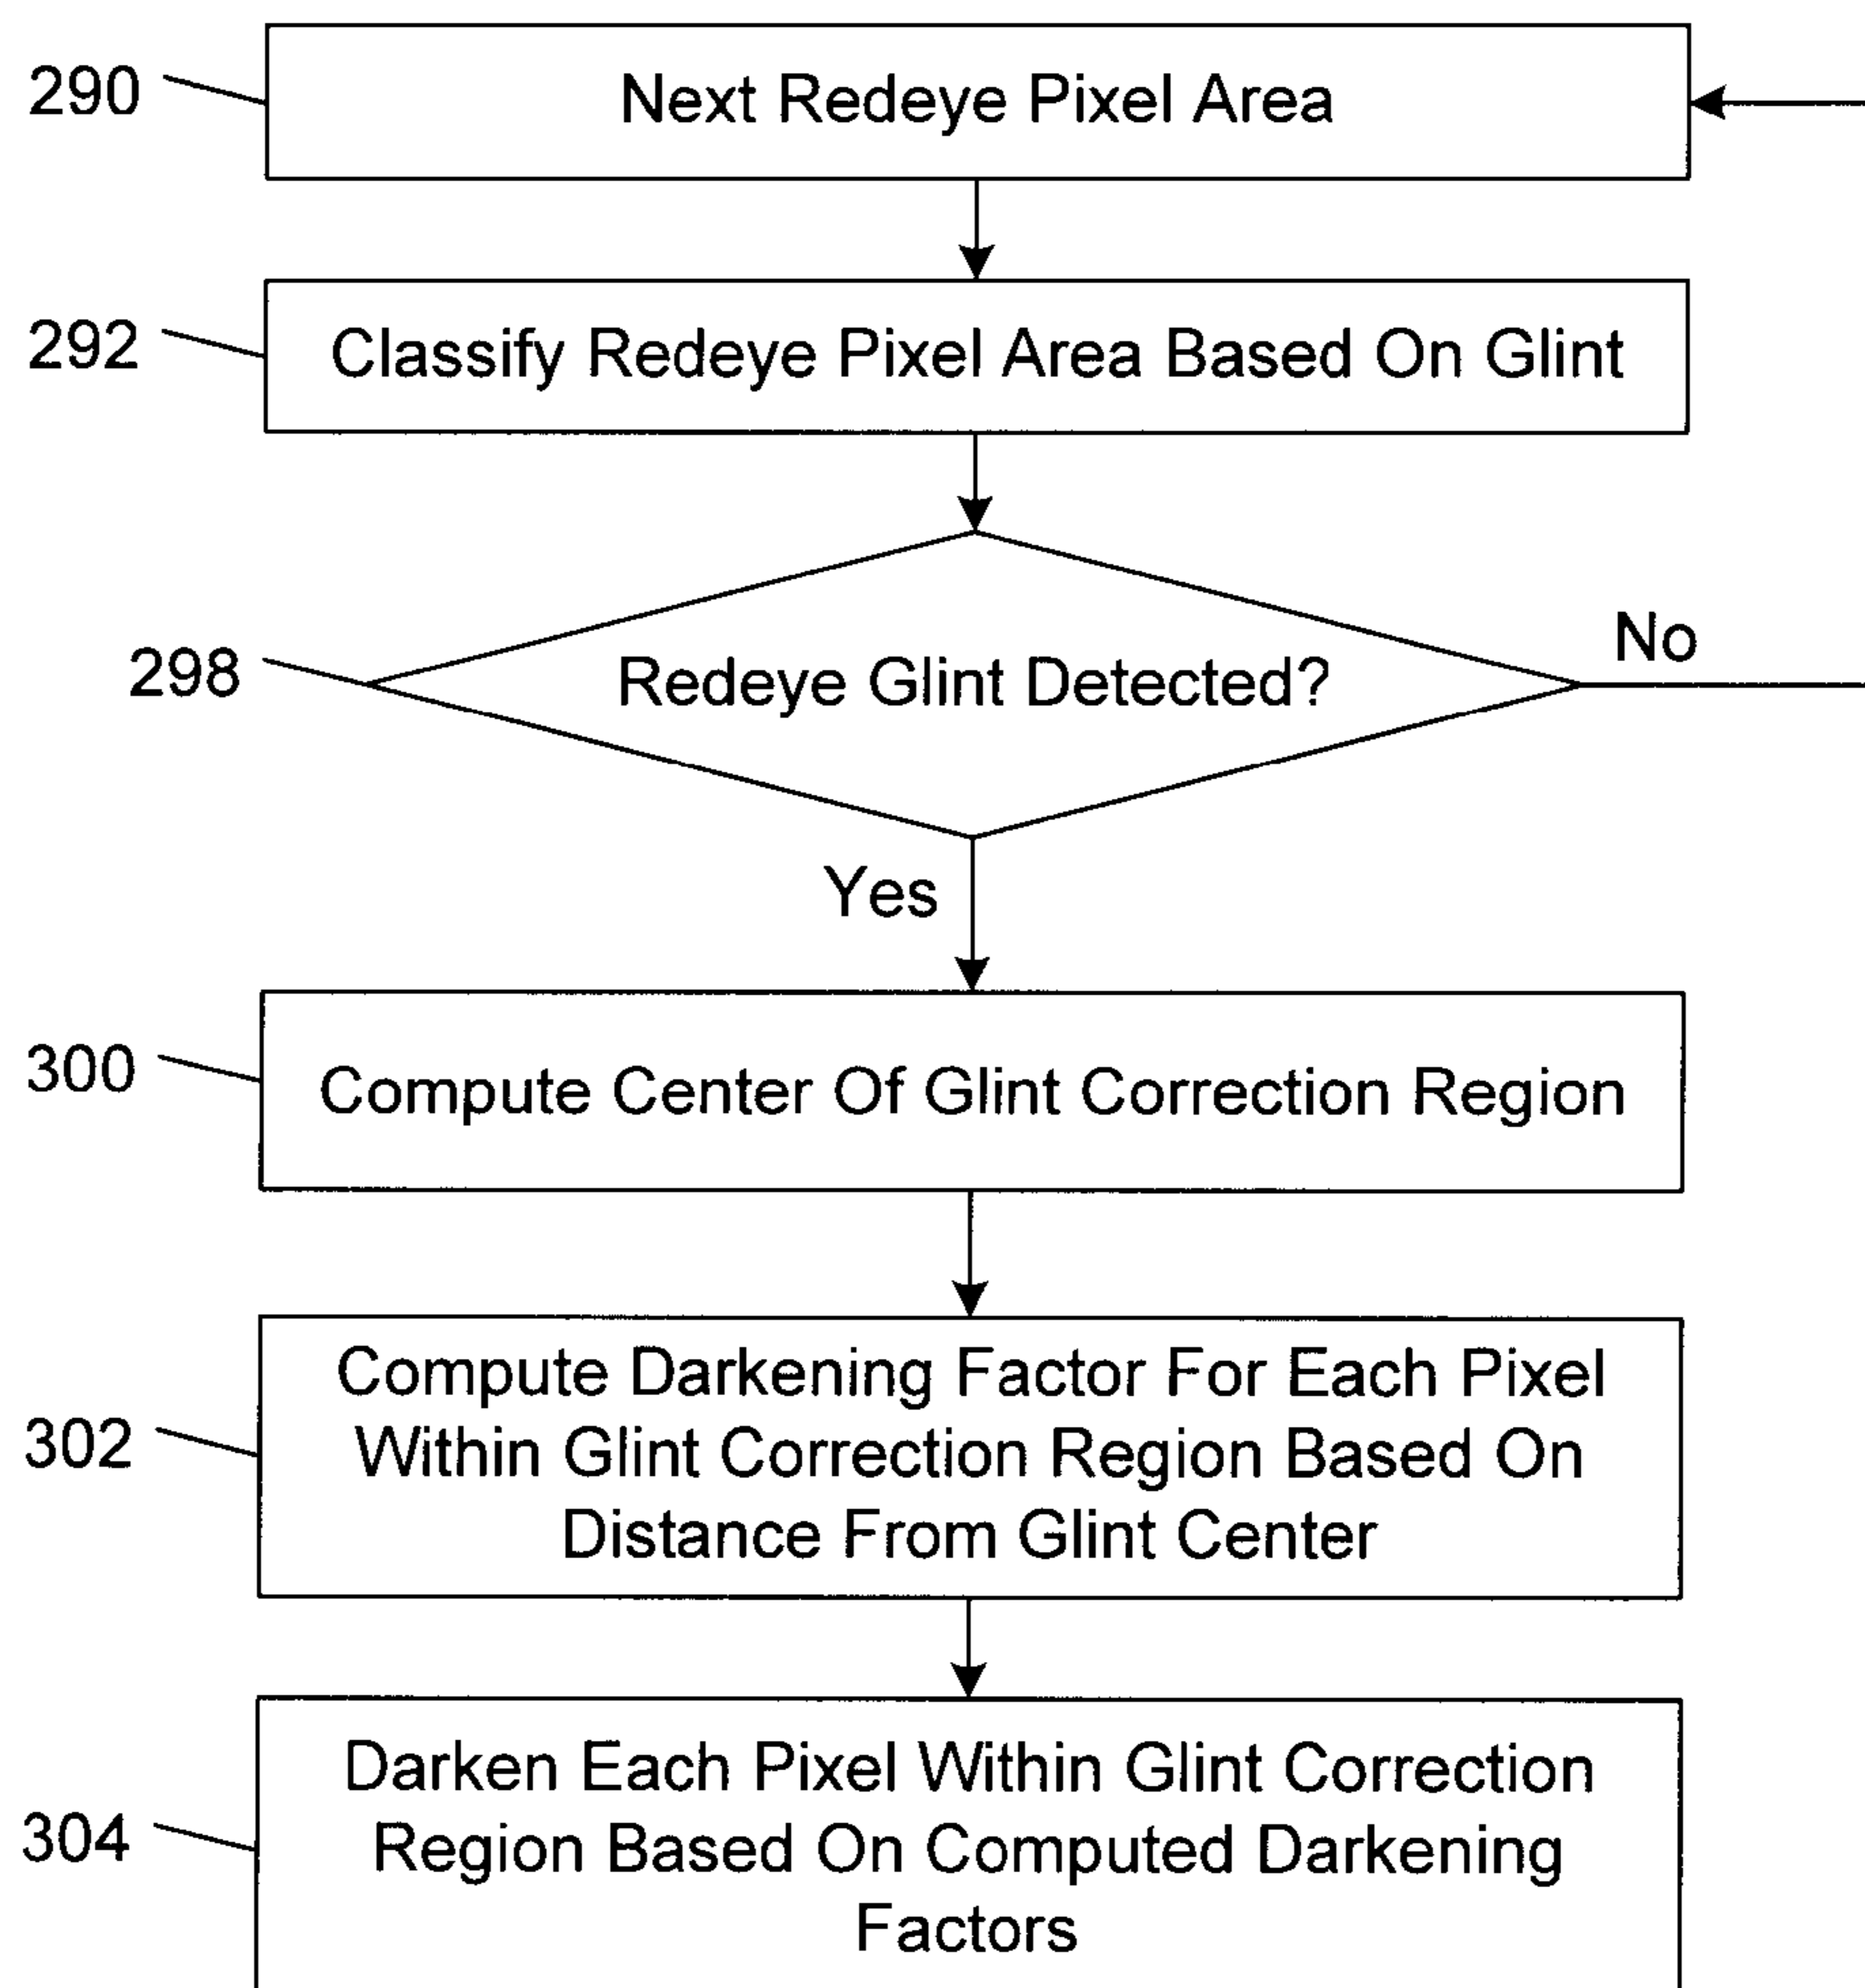 290
Next Redeye Pixel Area
292
Classify Redeye Pixel Area Based On Glint
298
Redeye Glint Detected?
No
Yes
300
Compute Center Of Glint Correction Region
302
Compute Darkening Factor For Each Pixel
Within Glint Correction Region Based On
Distance From Glint Center
304
Darken Each Pixel Within Glint Correction
Region Based On Computed Darkening
Factors